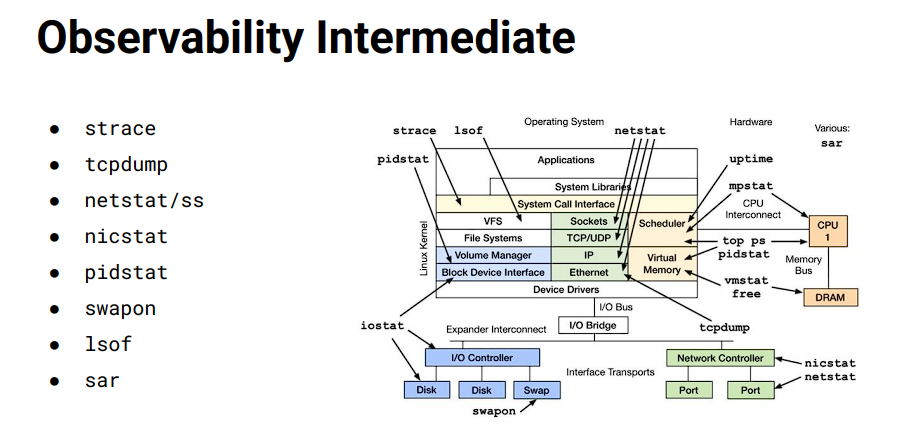 Observability Intermediate
● strace
● tcpdump
● netstat/ss
● nicstat
● pidstat
● swapon
● lsof
● sar
Operating System
Hardware
Various:
sar
strace
lsof
netstat
pidstat
Applications
uptime
System Libraries
mpstat
System Call Interface
CPU
Interconnect
VFS
Sockets
Scheduler
CPU
1
File Systems
TCP/UDP
top ps
pidstat
Linux Kernel
Volume Manager
IP
Virtual
Memory
Memory
Bus
Block Device Interface
Ethernet
vmstat
free
DRAM
Device Drivers
I/O Bus
iostat
Expander Interconnect
I/O Bridge
tcpdump
I/O Controller
Network Controller
Interface Transports
nicstat
netstat
Disk
Disk
Swap
Port
Port
swapon